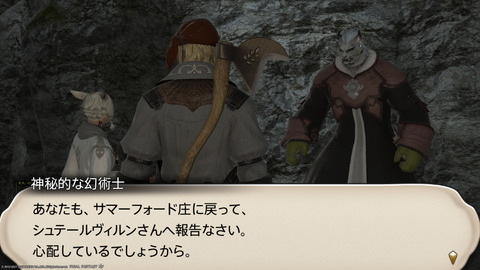 神秘的な幻術士
あなたも、サマーフォード庄に戻って、
シュテールヴィルンさんへ報告なさい。
心配しているでしょうから。